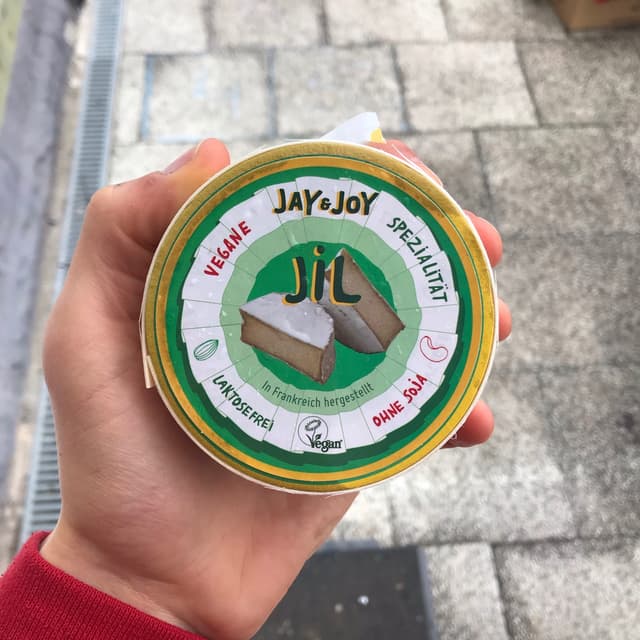 JAY & JOY
VEGANE
SPEZIALITÄT
JiL
In Frankreich hergestellt
LAKTOSEFREI
OHNE SOJA
Vegan